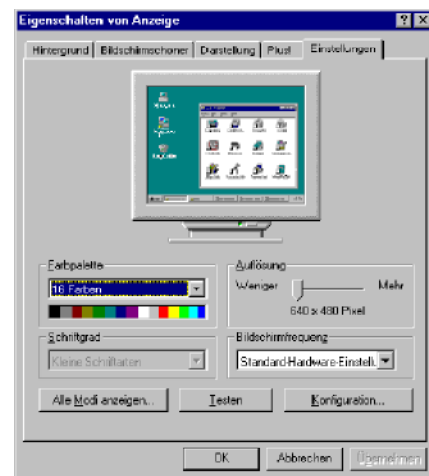 Eigenschaften von Anzeige
Hintergrund Bildschirmschoner Darstellung Plus! Einstellungen
Farbpalette
16 Farben
Auflösung
Weniger Mehr
640 x 480 Pixel
Schriftgrad
Kleine Schriftarten
Bildschirmfrequenz
Standard-Hardware-Einstell.
Alle Modi anzeigen... Testen Konfiguration...
OK Abbrechen Übernehmen